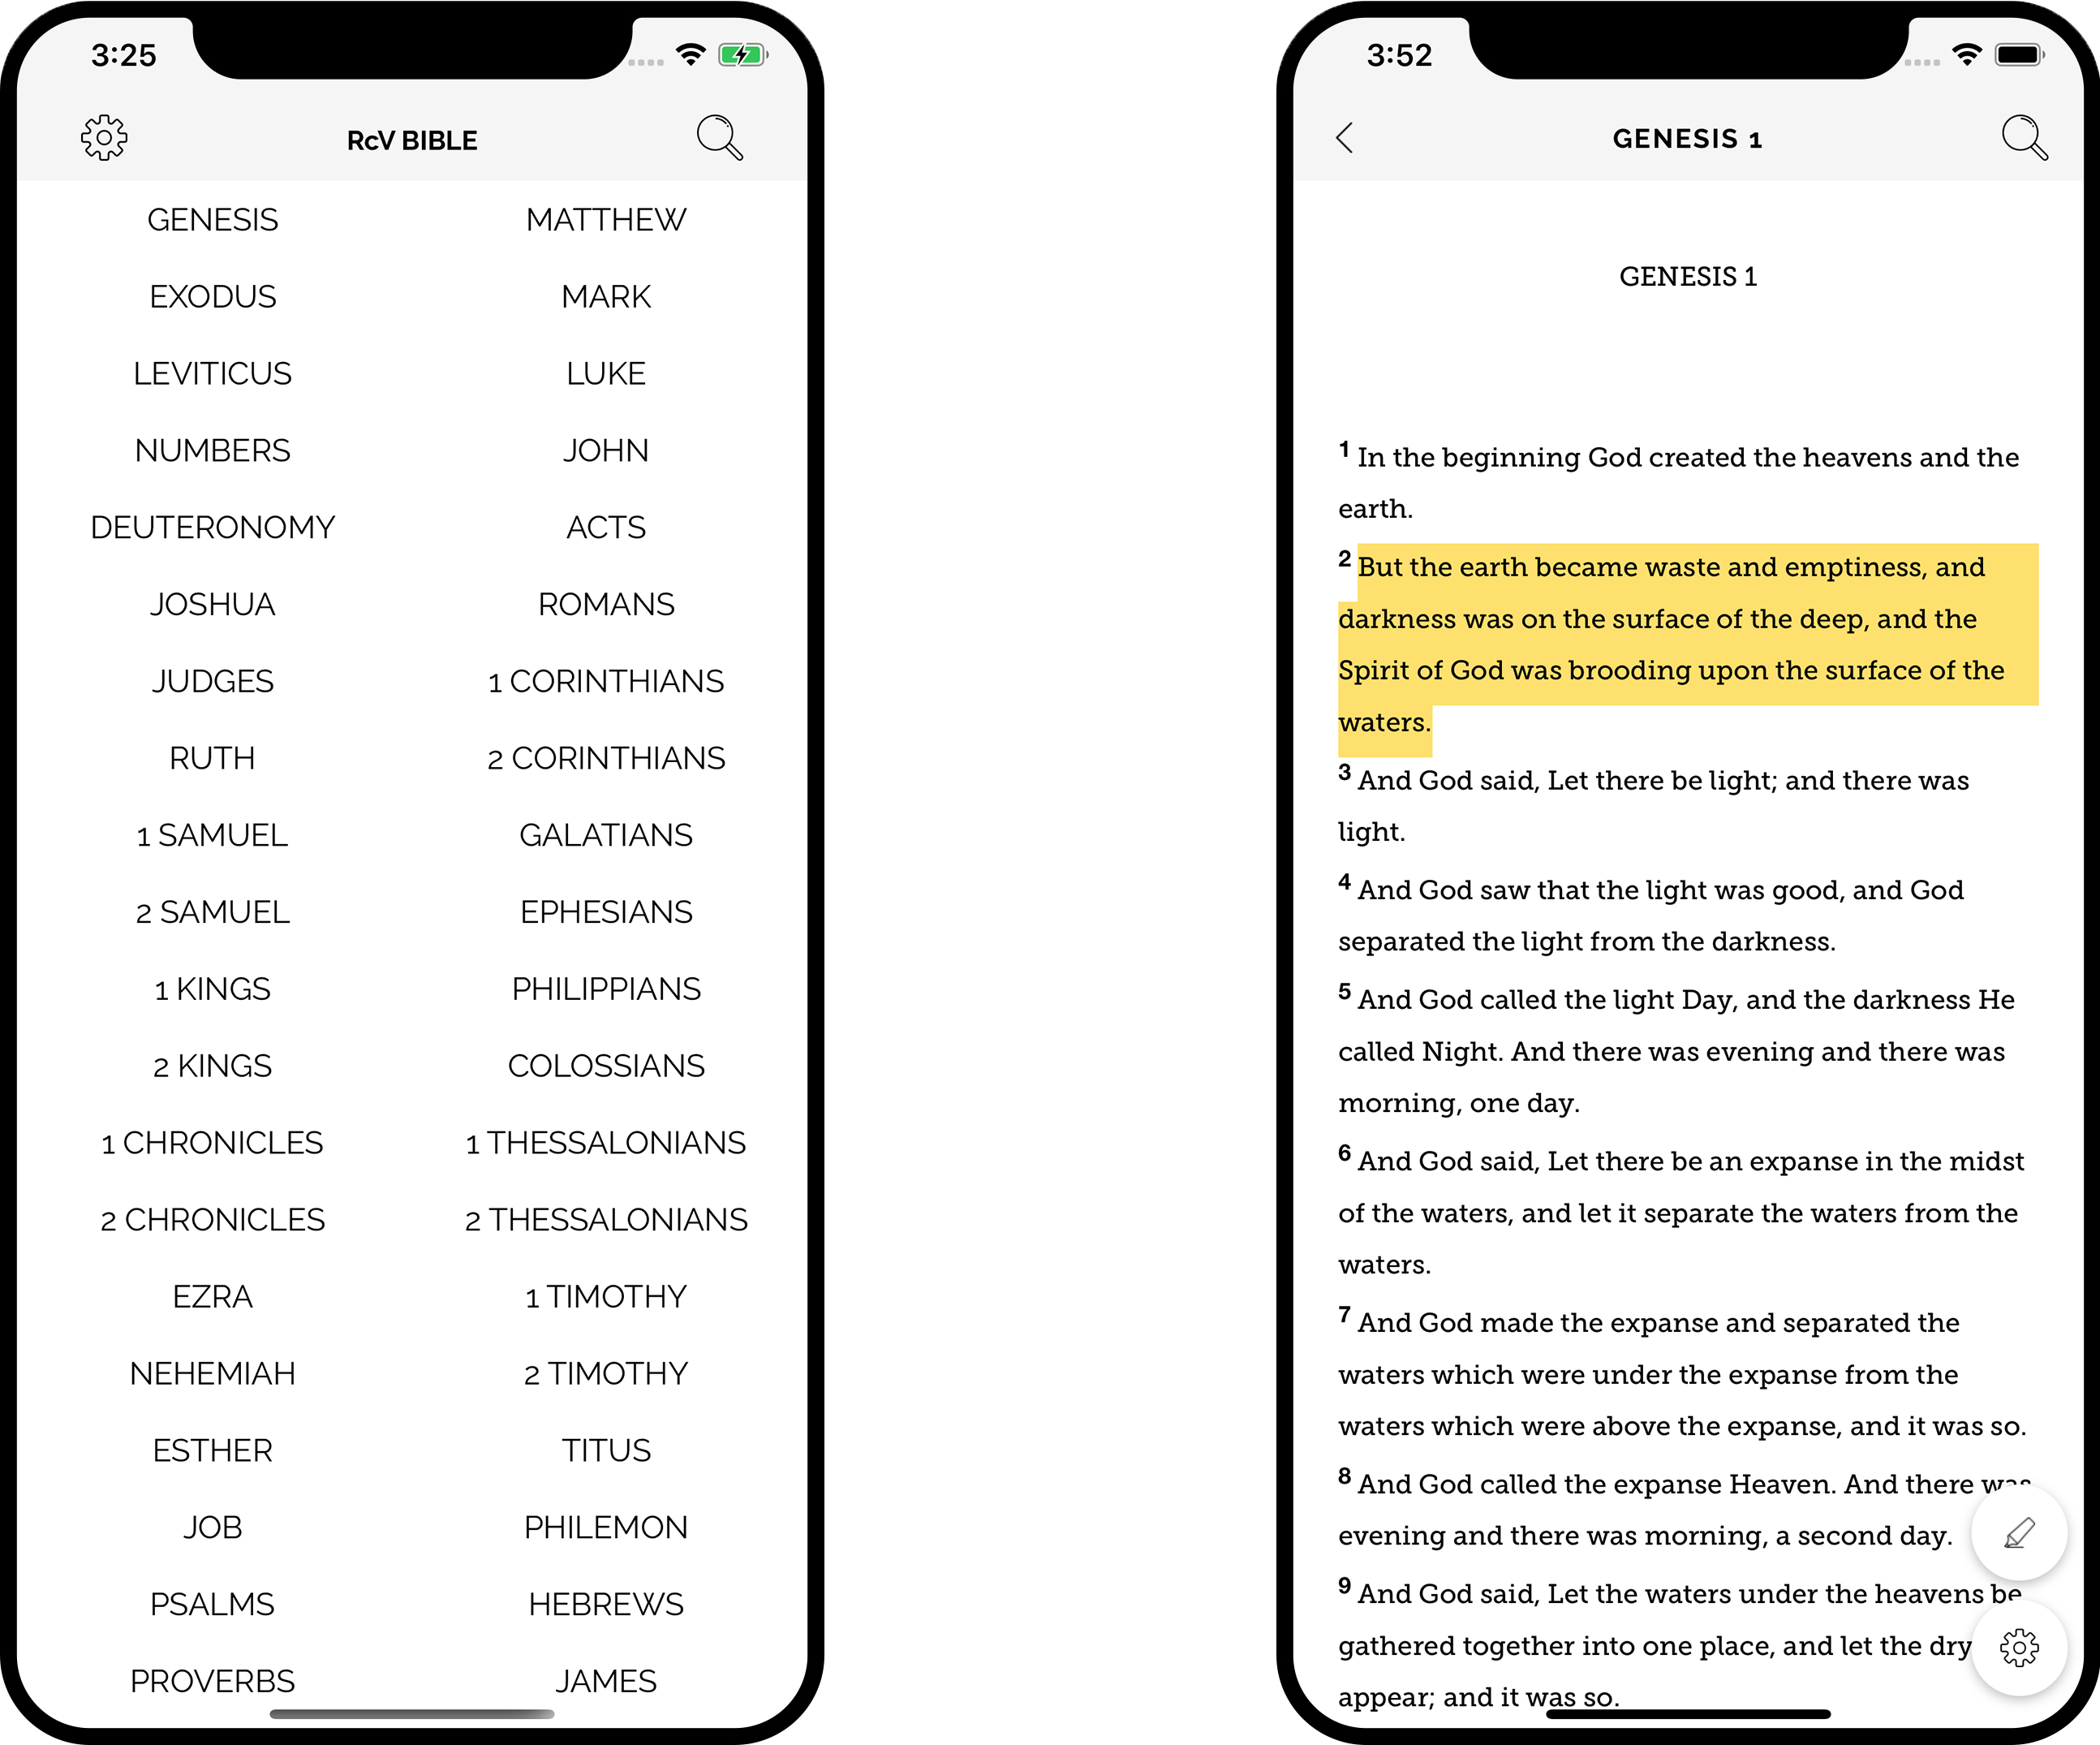 3:25
RcV BIBLE
GENESIS
EXODUS
LEVITICUS
NUMBERS
DEUTERONOMY
JOSHUA
JUDGES
RUTH
1 SAMUEL
2 SAMUEL
1 KINGS
2 KINGS
1 CHRONICLES
2 CHRONICLES
EZRA
NEHEMIAH
ESTHER
JOB
PSALMS
PROVERBS
MATTHEW
MARK
LUKE
JOHN
ACTS
ROMANS
1 CORINTHIANS
2 CORINTHIANS
GALATIANS
EPHESIANS
PHILIPPIANS
COLOSSIANS
1 THESSALONIANS
2 THESSALONIANS
1 TIMOTHY
2 TIMOTHY
TITUS
PHILEMON
HEBREWS
JAMES
3:52
GENESIS 1
GENESIS 1
1 In the beginning God created the heavens and the
earth.
2 But the earth became waste and emptiness, and
darkness was on the surface of the deep, and the
Spirit of God was brooding upon the surface of the
waters.
3 And God said, Let there be light; and there was
light.
4 And God saw that the light was good, and God
separated the light from the darkness.
5 And God called the light Day, and the darkness He
called Night. And there was evening and there was
morning, one day.
6 And God said, Let there be an expanse in the midst
of the waters, and let it separate the waters from the
waters.
7 And God made the expanse and separated the
waters which were under the expanse from the
waters which were above the expanse, and it was so.
8 And God called the expanse Heaven. And there was
evening and there was morning, a second day.
9 And God said, Let the waters under the heavens be
gathered together into one place, and let the dry
appear; and it was so.